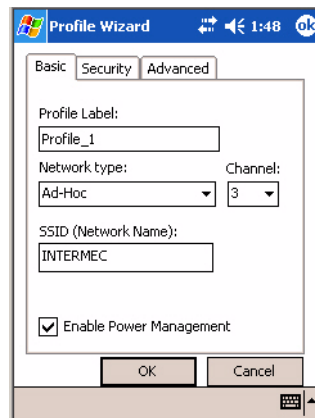 Profile Wizard 1:48 ok
Basic Security Advanced
Profile Label:
Profile_1
Network type: Channel:
Ad-Hoc 3
SSID (Network Name):
INTERMEC
Enable Power Management
OK Cancel